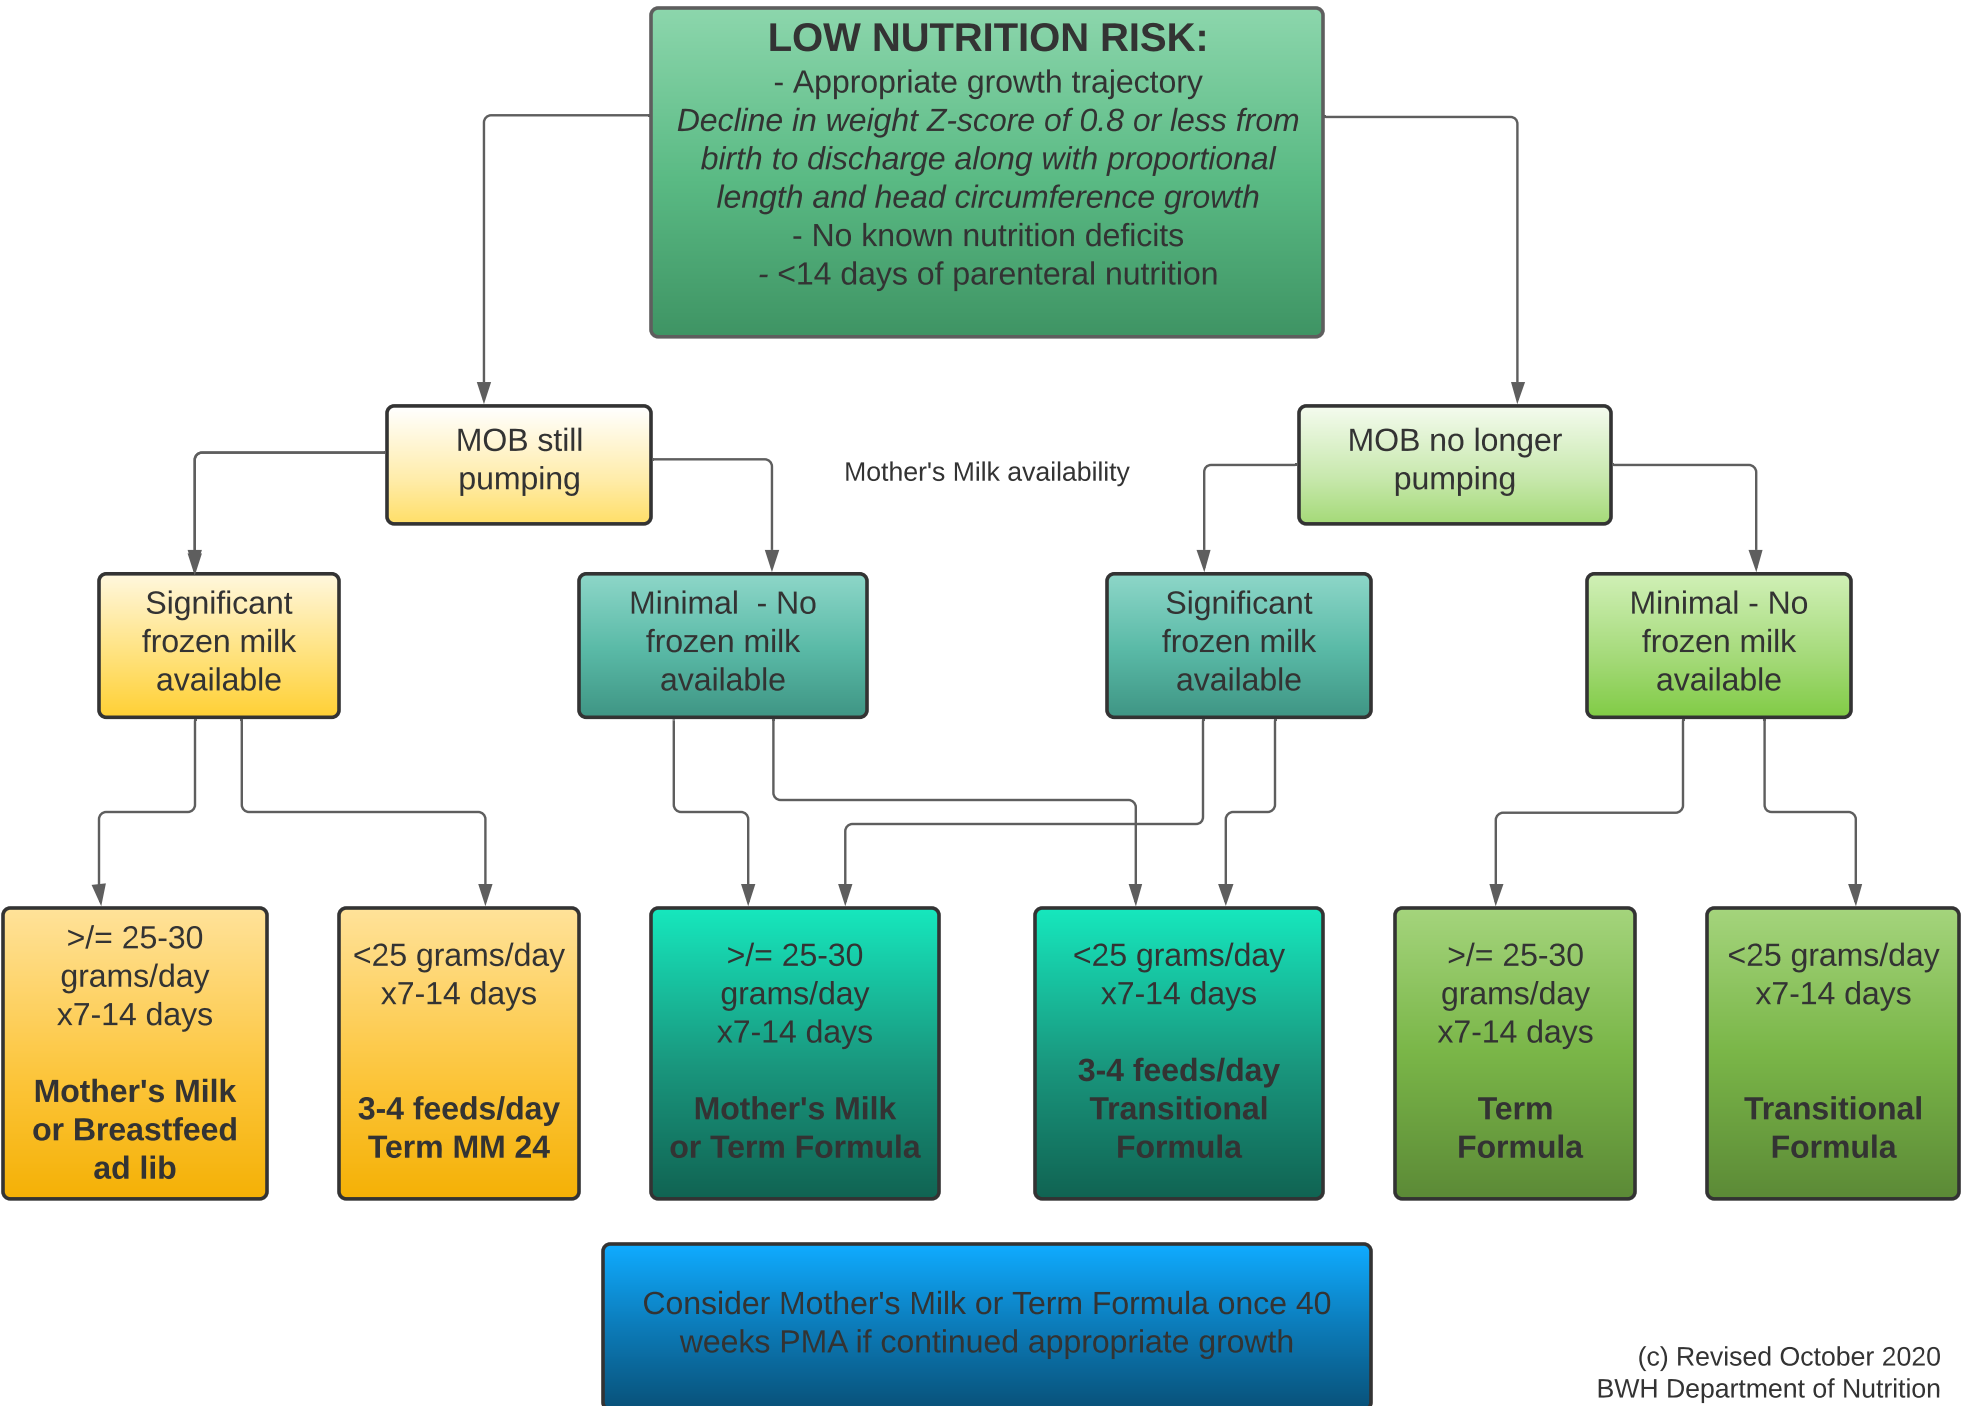 LOW NUTRITION RISK:
- Appropriate growth trajectory
Decline in weight Z-score of 0.8 or less from
birth to discharge along with proportional
length and head circumference growth
- No known nutrition deficits
- <14 days of parenteral nutrition
MOB still
pumping
Mother's Milk availability
MOB no longer
pumping
Significant
frozen milk
available
Minimal  - No
frozen milk
available
Significant
frozen milk
available
Minimal - No
frozen milk
available
>/= 25-30
grams/day
x7-14 days
Mother's Milk
or Breastfeed
ad lib
<25 grams/day
x7-14 days
3-4 feeds/day
Term MM 24
>/= 25-30
grams/day
x7-14 days
Mother's Milk
or Term Formula
<25 grams/day
x7-14 days
3-4 feeds/day
Transitional
Formula
>/= 25-30
grams/day
x7-14 days
Term
Formula
<25 grams/day
x7-14 days
Transitional
Formula
Consider Mother's Milk or Term Formula once 40
weeks PMA if continued appropriate growth
(c) Revised October 2020
BWH Department of Nutrition